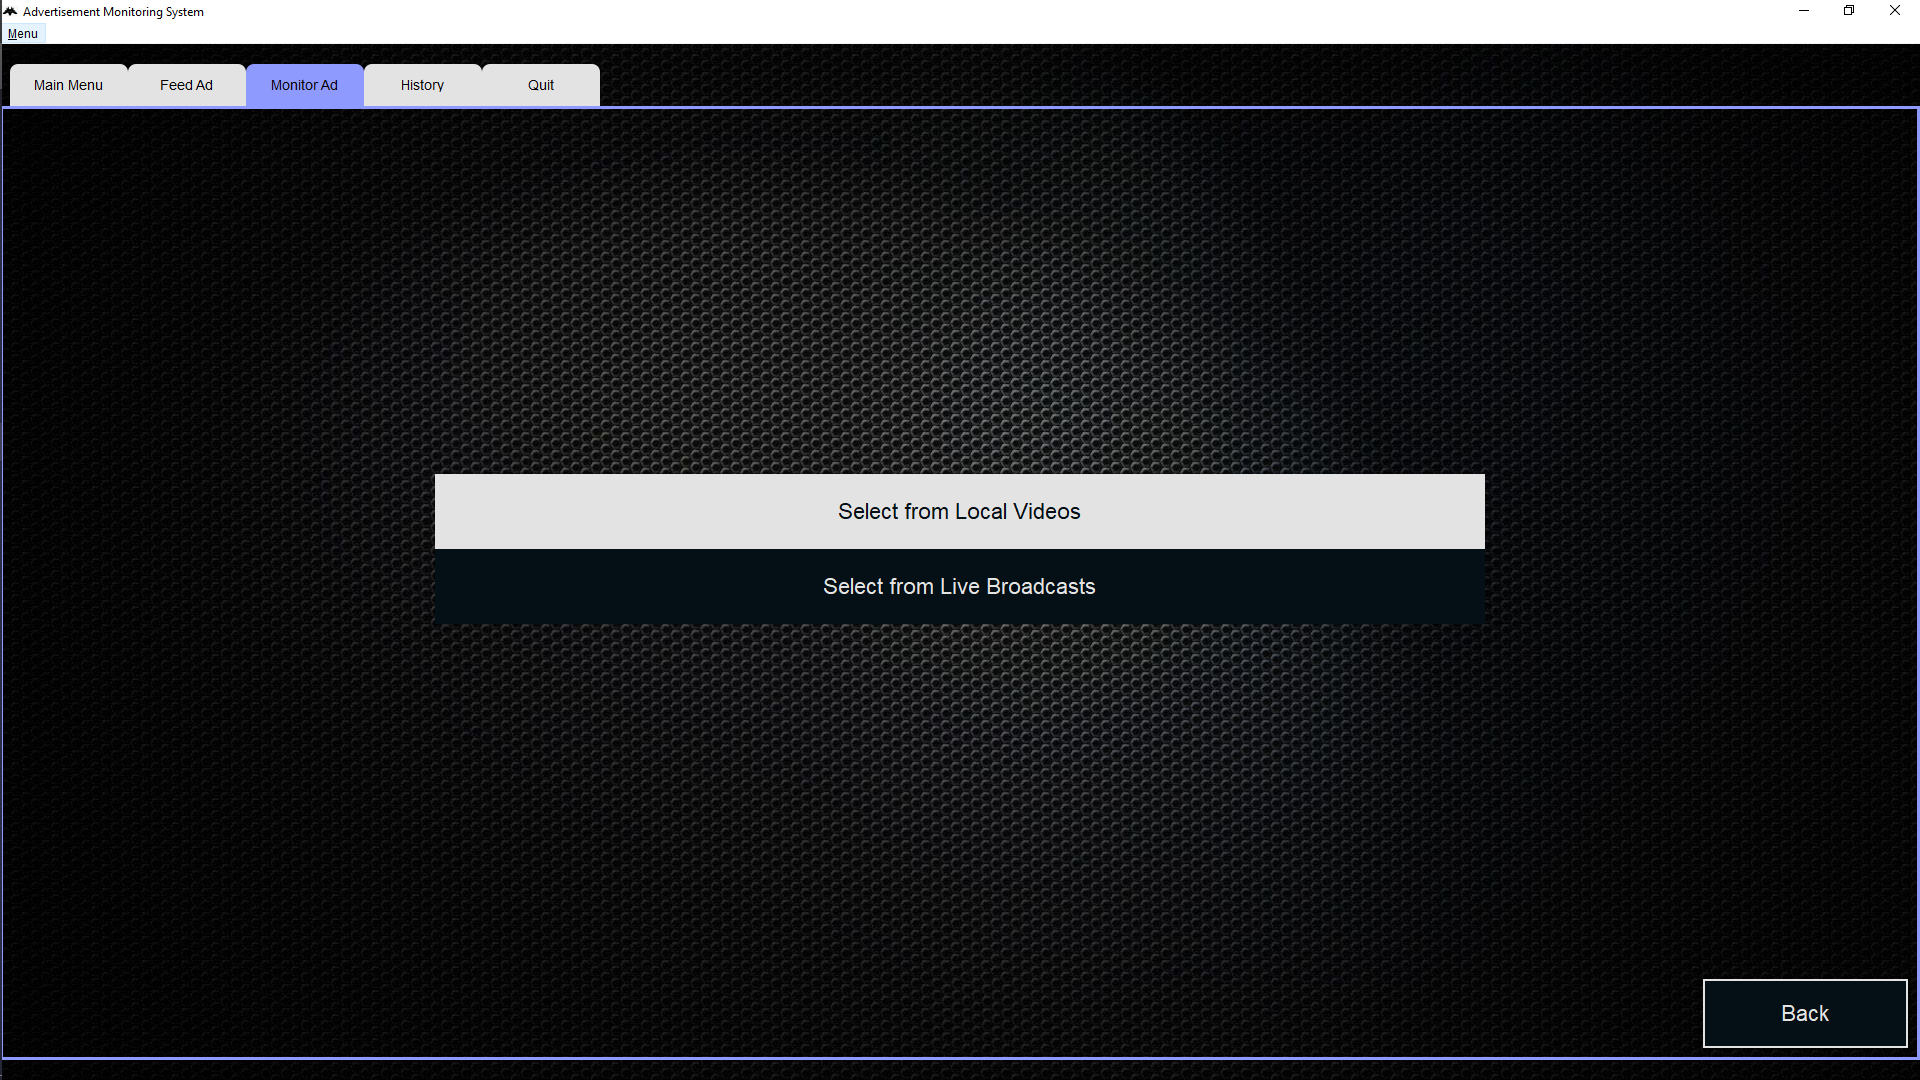 Advertisement Monitoring System
Menu
Main Menu Feed Ad Monitor Ad History Quit
Select from Local Videos
Select from Live Broadcasts
Back